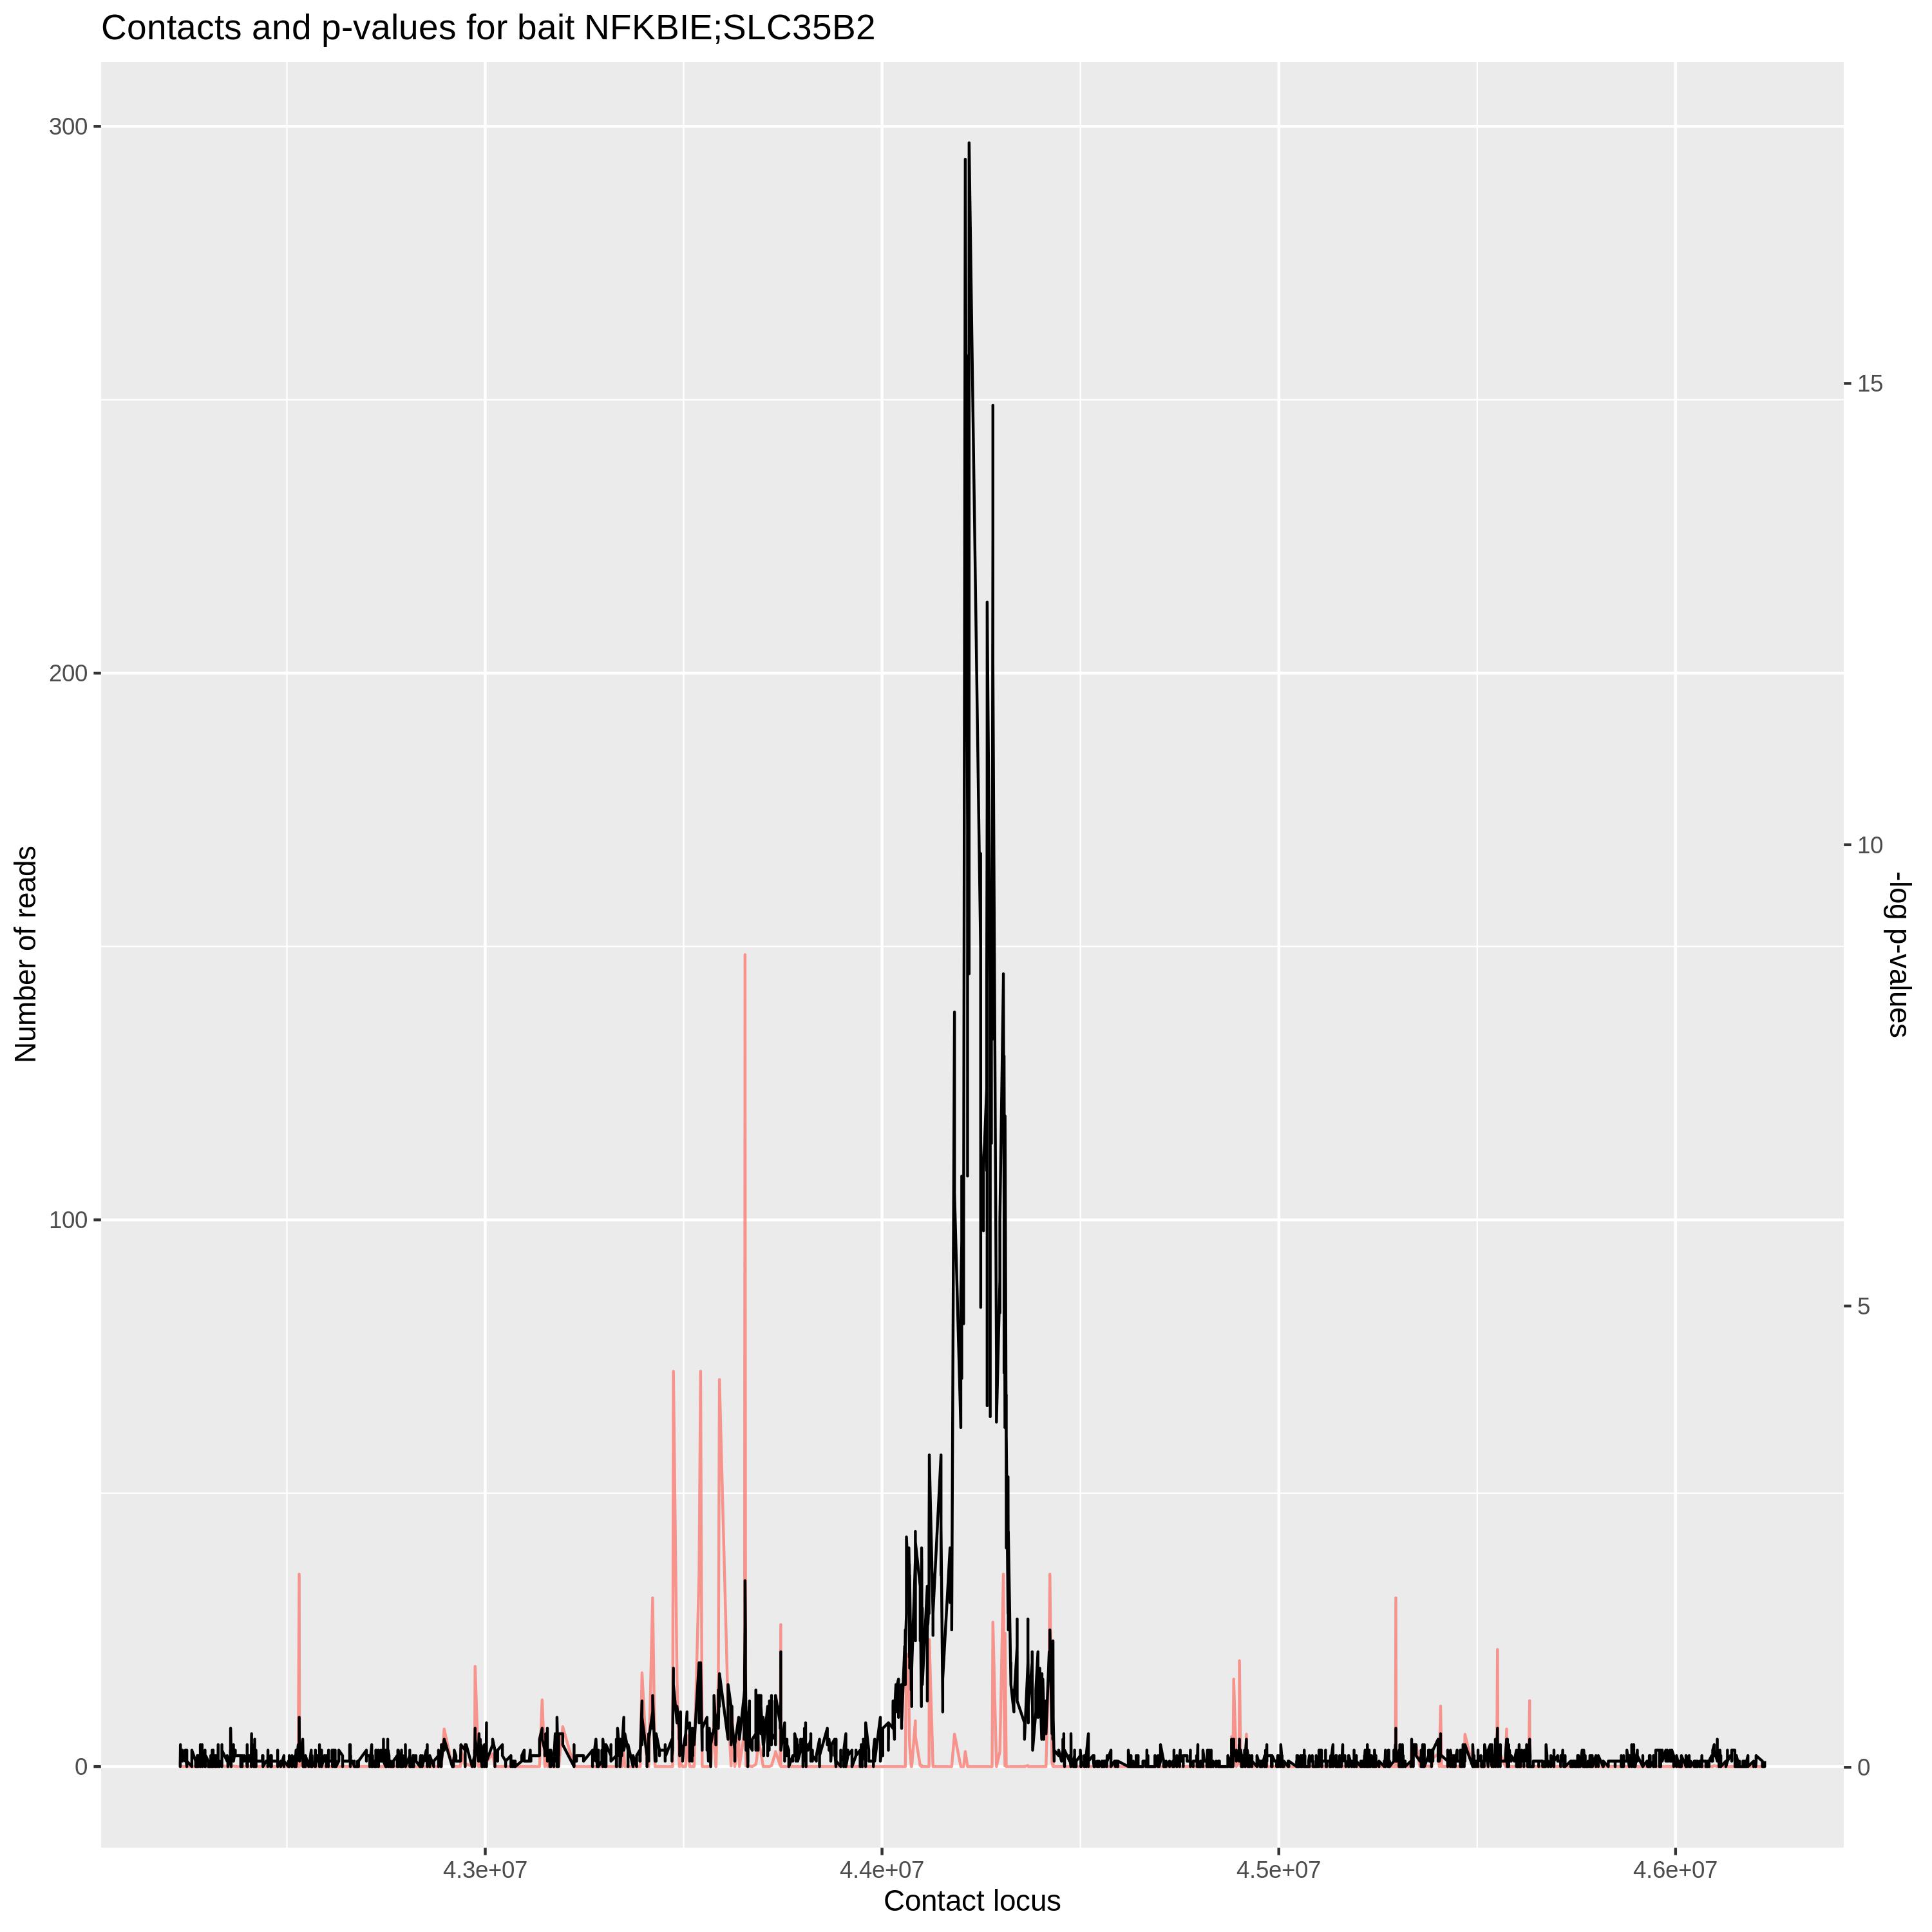 Contacts and p-values for bait NFKBIE;SLC35B2
300
200
100
0
Number of reads
15
10
5
0
-log p-values
4.3e+07 4.4e+07 4.5e+07 4.6e+07
Contact locus